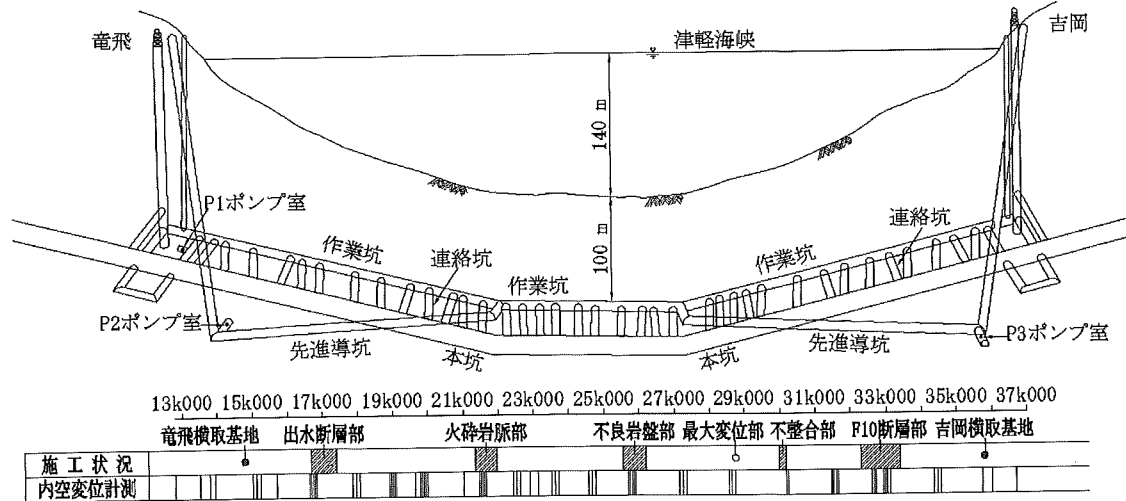 竜飛
津軽海峡
吉岡
140 m
P1ポンプ室
作業坑
連絡坑
作業坑
100 m
作業坑
連絡坑
P2ポンプ室
先進導坑
本坑
本坑
先進導坑
P3ポンプ室
13k000 15k000 17k000 19k000 21k000 23k000 25k000 27k000 29k000 31k000 33k000 35k000 37k000
竜飛横取基地 出水断層部 火砕岩脈部 不良岩盤部 最大変位部 不整合部 F10断層部 吉岡横取基地
施工状況
内空変位計測